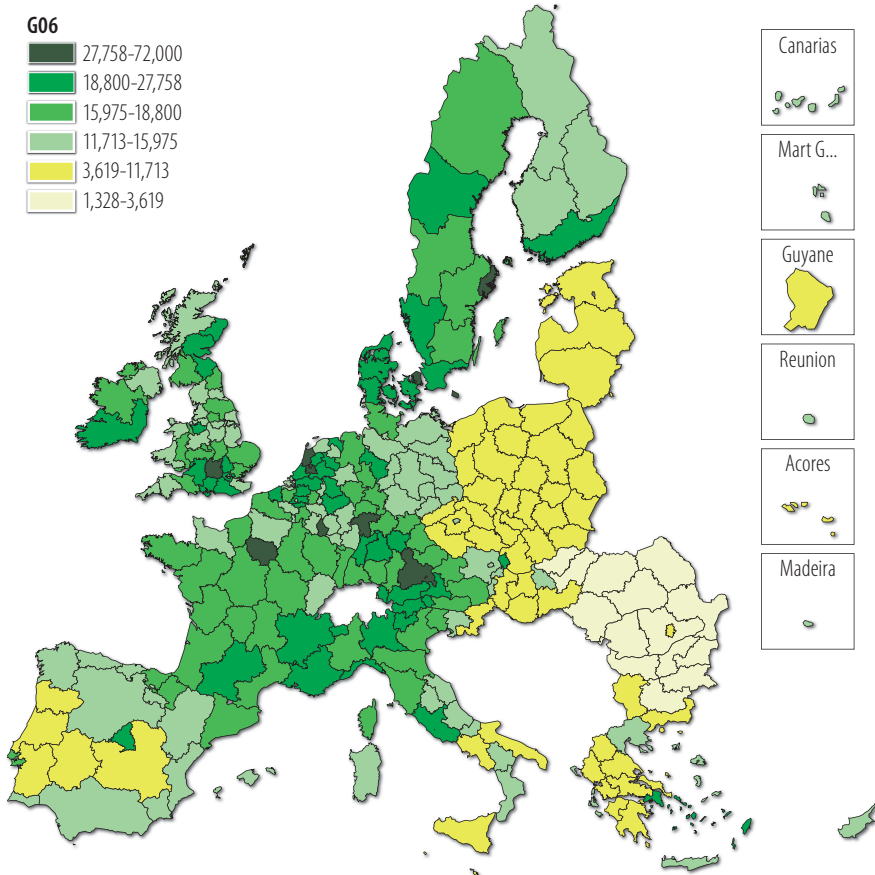 G06
27,758-72,000
18,800-27,758
15,975-18,800
11,713-15,975
3,619-11,713
1,328-3,619
Canarias
Mart G...
Guyane
Reunion
Acores
Madeira